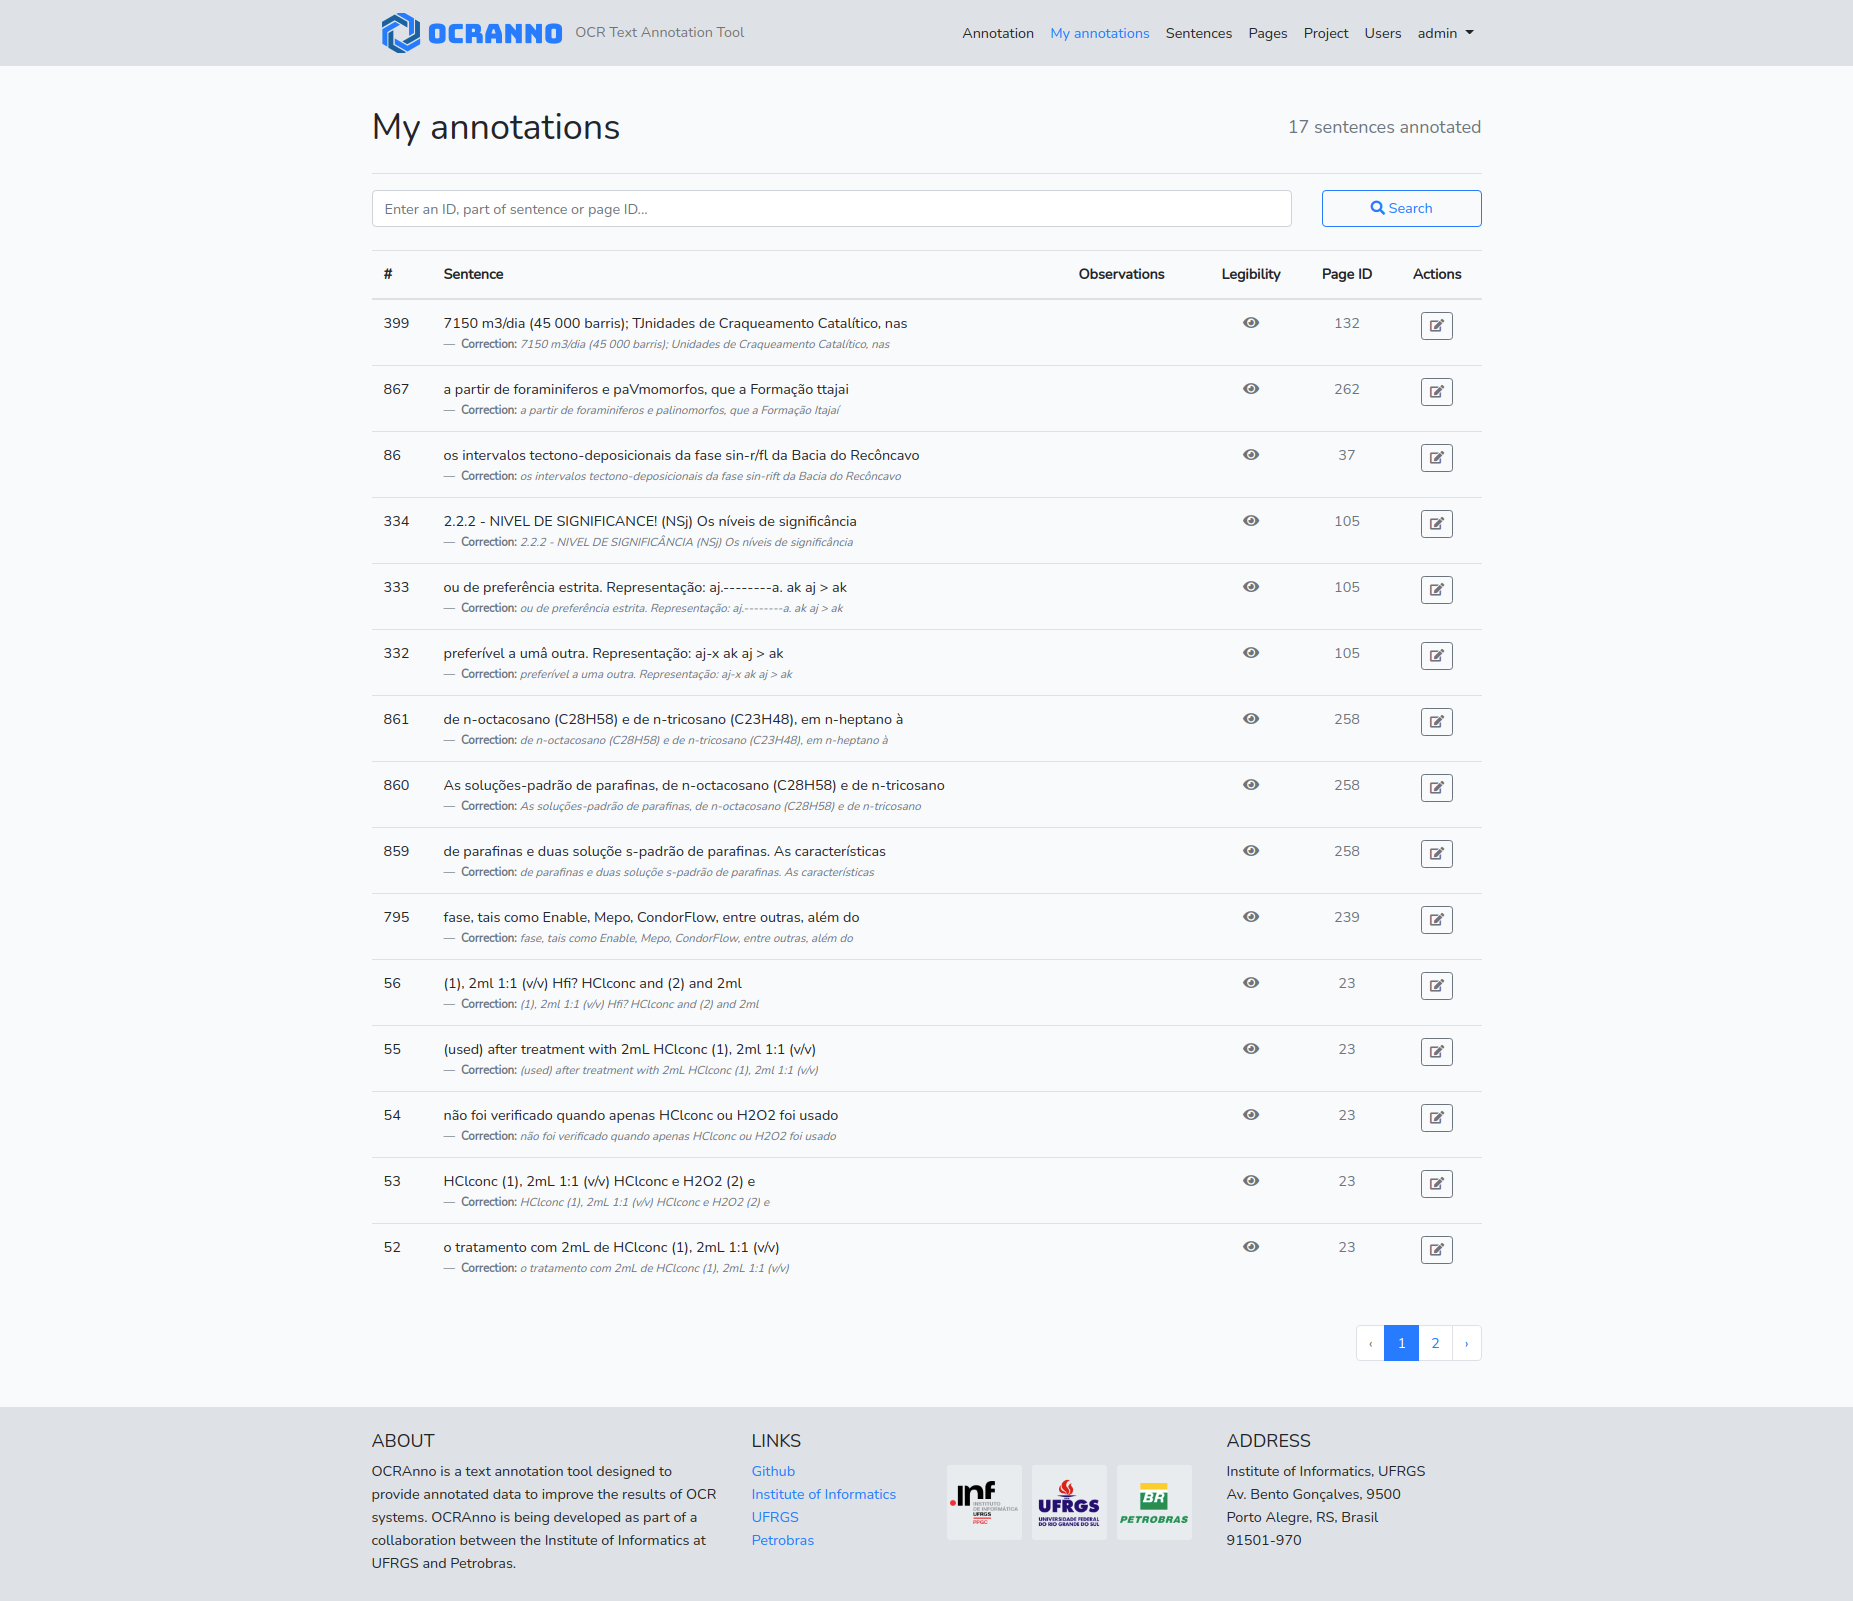 OCRANNO OCR Text Annotation Tool Annotation My annotations Sentences Pages Project Users admin
My annotations 17 sentences annotated
Enter an ID, part of sentence or page ID... Search
# Sentence Observations Legibility Page ID Actions
399 7150 m3/dia (45 000 barris); TJnidades de Craqueamento Catalítico, nas 132
— Correction: 7150 m3/dia (45 000 barris); Unidades de Craqueamento Catalítico, nas
867 a partir de foraminiferos e paVmomorfos, que a Formação ttajai 262
— Correction: a partir de foraminiferos e palinomorfos, que a Formação Itajaí
86 os intervalos tectono-deposicionais da fase sin-r/fl da Bacia do Recôncavo 37
— Correction: os intervalos tectono-deposicionais da fase sin-rift da Bacia do Recôncavo
334 2.2.2 - NIVEL DE SIGNIFICANCE! (NSj) Os níveis de significância 105
— Correction: 2.2.2 - NIVEL DE SIGNIFICÂNCIA (NSj) Os níveis de significância
333 ou de preferência estrita. Representação: aj.--------a. ak aj > ak 105
— Correction: ou de preferência estrita. Representação: aj.--------a. ak aj > ak
332 preferível a umâ outra. Representação: aj-x ak aj > ak 105
— Correction: preferível a uma outra. Representação: aj-x ak aj > ak
861 de n-octacosano (C28H58) e de n-tricosano (C23H48), em n-heptano à 258
— Correction: de n-octacosano (C28H58) e de n-tricosano (C23H48), em n-heptano à
860 As soluções-padrão de parafinas, de n-octacosano (C28H58) e de n-tricosano 258
— Correction: As soluções-padrão de parafinas, de n-octacosano (C28H58) e de n-tricosano
859 de parafinas e duas soluçõe s-padrão de parafinas. As características 258
— Correction: de parafinas e duas soluçõe s-padrão de parafinas. As características
795 fase, tais como Enable, Mepo, CondorFlow, entre outras, além do 239
— Correction: fase, tais como Enable, Mepo, CondorFlow, entre outras, além do
56 (1), 2ml 1:1 (v/v) Hfi? HClconc and (2) and 2ml 23
— Correction: (1), 2ml 1:1 (v/v) Hfi? HClconc and (2) and 2ml
55 (used) after treatment with 2mL HClconc (1), 2ml 1:1 (v/v) 23
— Correction: (used) after treatment with 2mL HClconc (1), 2ml 1:1 (v/v)
54 não foi verificado quando apenas HClconc ou H2O2 foi usado 23
— Correction: não foi verificado quando apenas HClconc ou H2O2 foi usado
53 HClconc (1), 2mL 1:1 (v/v) HClconc e H2O2 (2) e 23
— Correction: HClconc (1), 2mL 1:1 (v/v) HClconc e H2O2 (2) e
52 o tratamento com 2mL de HClconc (1), 2mL 1:1 (v/v) 23
— Correction: o tratamento com 2mL de HClconc (1), 2mL 1:1 (v/v)
‹ 1 2 ›
ABOUT
OCRAnno is a text annotation tool designed to
provide annotated data to improve the results of OCR
systems. OCRAnno is being developed as part of a
collaboration between the Institute of Informatics at
UFRGS and Petrobras.
LINKS
Github
Institute of Informatics
UFRGS
Petrobras
.inf
INSTITUTO
DE INFORMÁTICA
UFRGS
PPGC
UFRGS
UNIVERSIDADE FEDERAL
DO RIO GRANDE DO SUL
BR
PETROBRAS
ADDRESS
Institute of Informatics, UFRGS
Av. Bento Gonçalves, 9500
Porto Alegre, RS, Brasil
91501-970